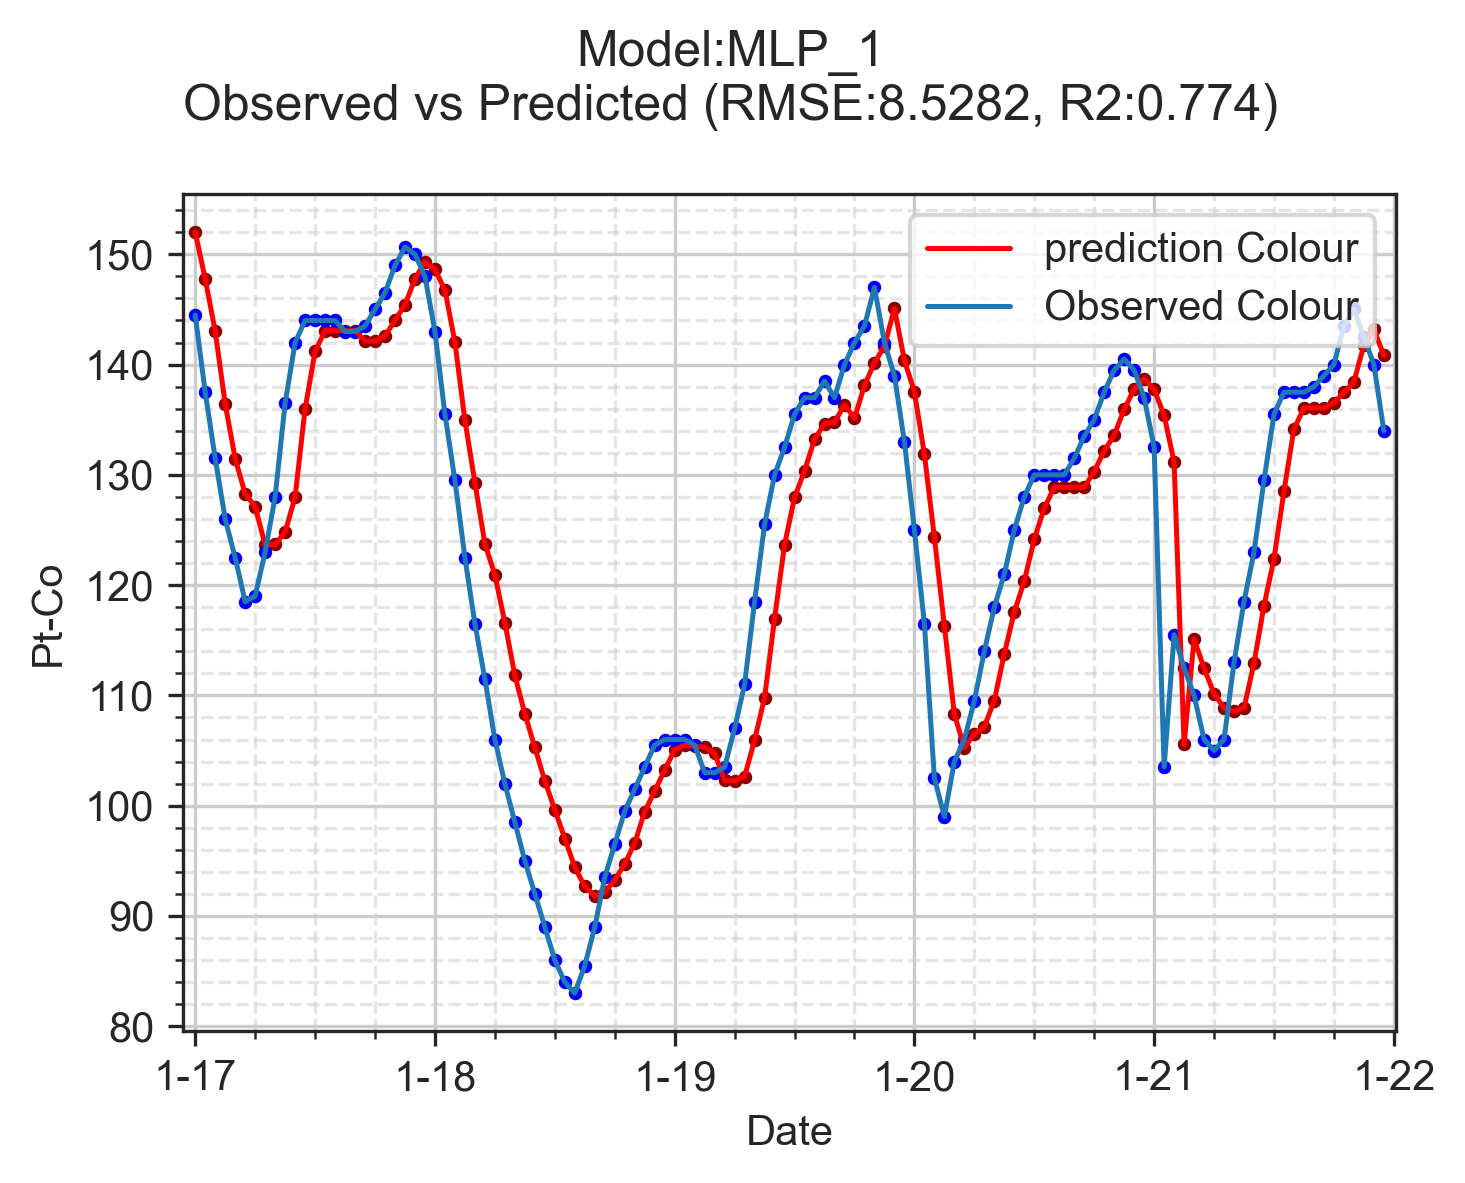 Model:MLP_1
Observed vs Predicted (RMSE:8.5282, R2:0.774)
prediction Colour
Observed Colour
150
140
130
120
110
100
90
80
Pt-Co
1-17 1-18 1-19 1-20 1-21 1-22
Date